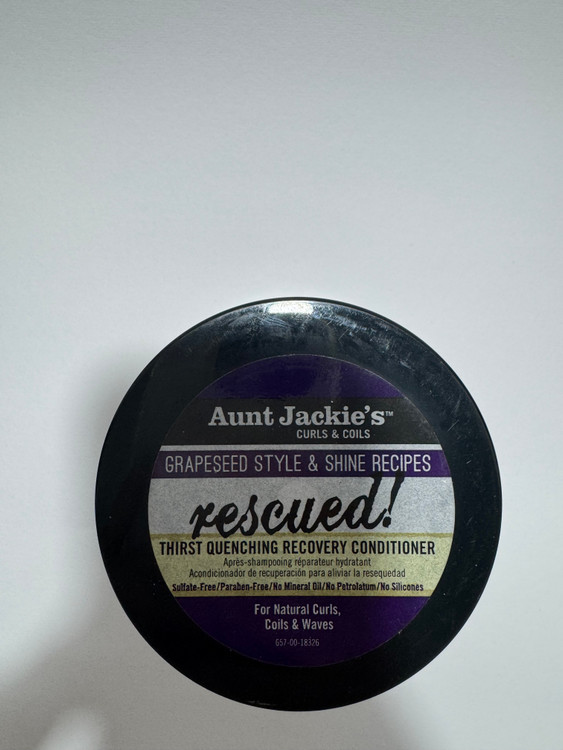 Aunt Jackie's™
CURLS & COILS
GRAPESEED STYLE & SHINE RECIPES
rescued!
THIRST QUENCHING RECOVERY CONDITIONER
Après-shampooing réparateur hydratant
Acondicionador de recuperación para aliviar la resequedad
Sulfate-Free/Paraben-Free/No Mineral Oil/No Petrolatum/No Silicones
For Natural Curls,
Coils & Waves
657-00-18326